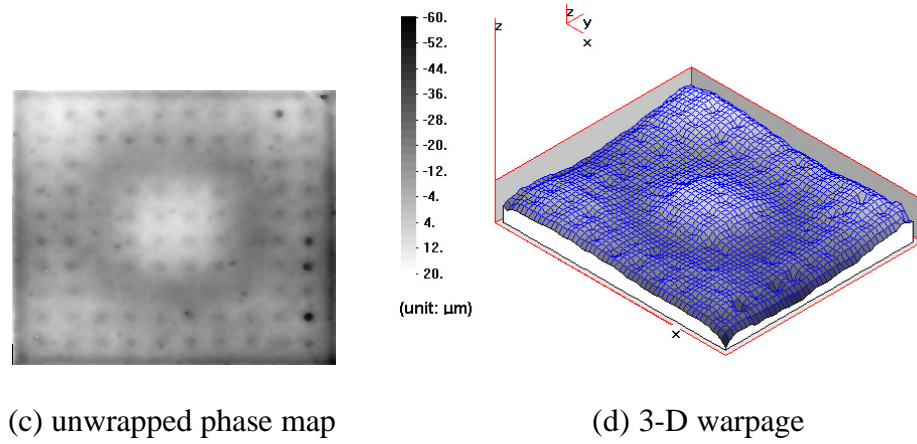 -60.
-52.
-44.
-36.
-28.
-20.
-12.
-4.
4.
12.
20.
(unit: μm)
z
z
y
x
x
(c) unwrapped phase map
(d) 3-D warpage